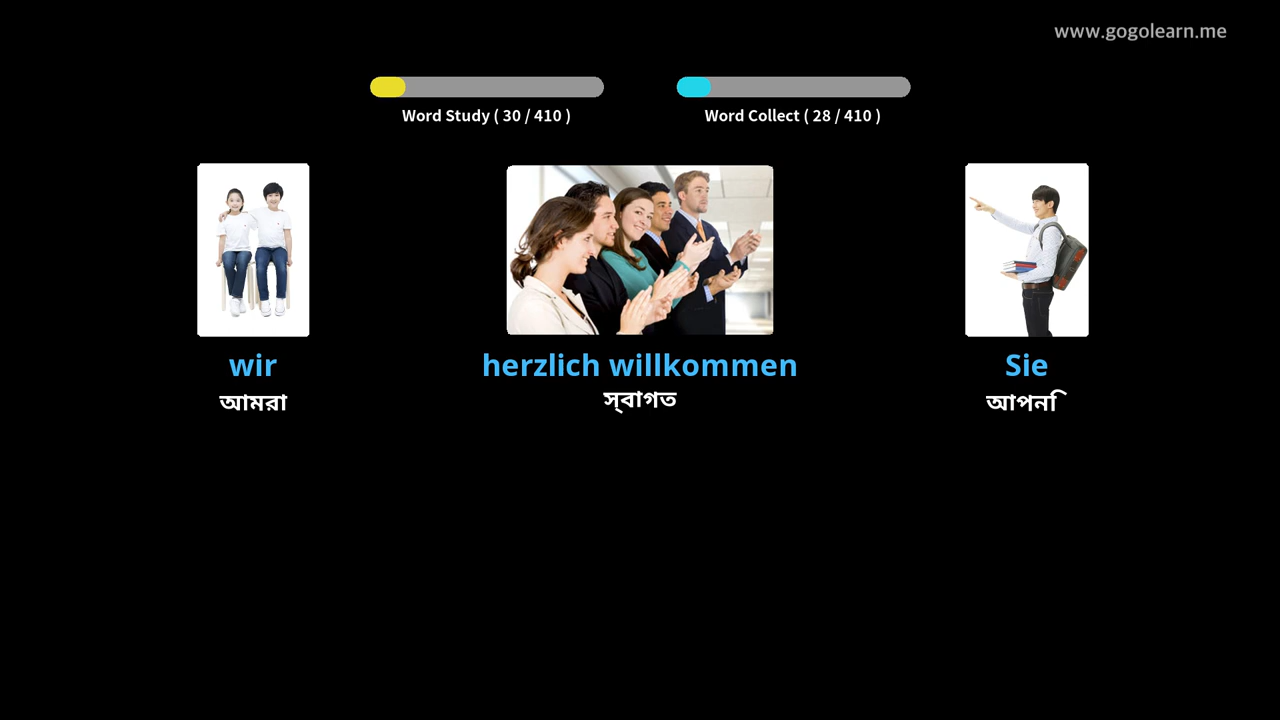 www.gogolearn.me
Word Study ( 30 / 410 )
Word Collect ( 28 / 410 )
wir
herzlich willkommen
Sie
আমরা
স্বাগত
আপনি